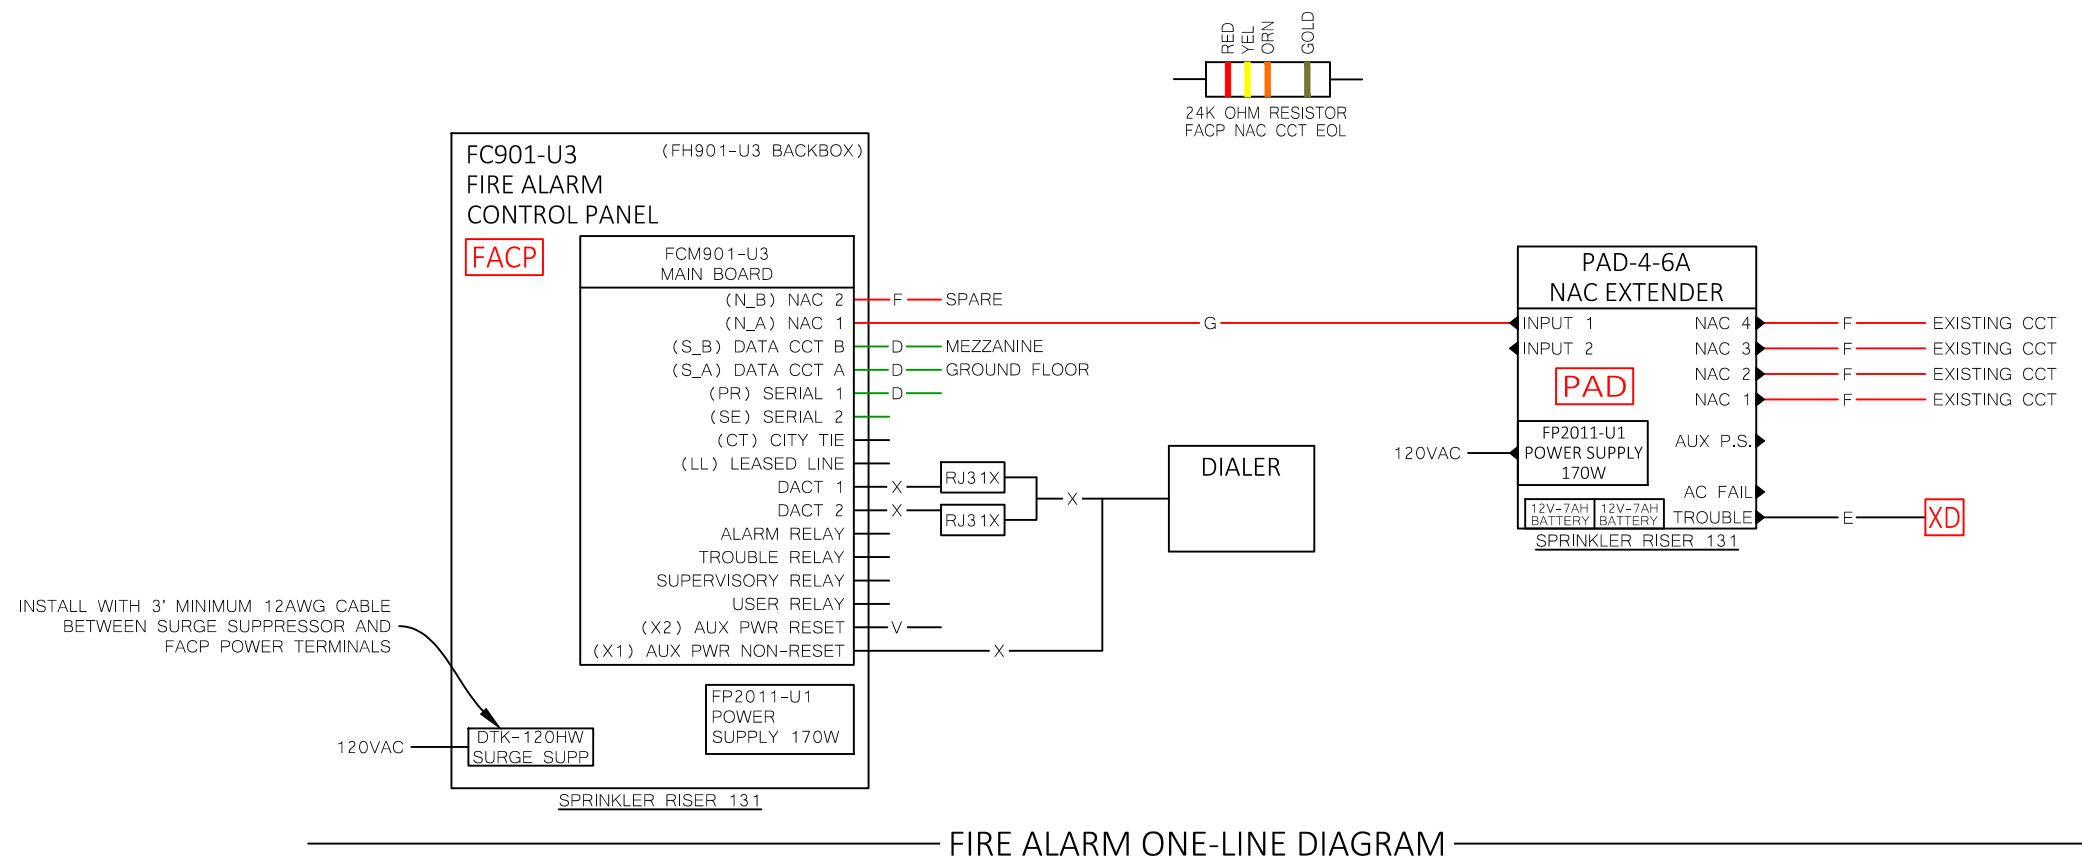 RED
YEL
ORN
GOLD
24K OHM RESISTOR
FACP NAC CCT EOL
FC901-U3
(FH901-U3 BACKBOX)
FIRE ALARM
CONTROL PANEL
FACP
FCM901-U3
MAIN BOARD
(N_B) NAC 2
F
SPARE
(N_A) NAC 1
G
(S_B) DATA CCT B
D
MEZZANINE
(S_A) DATA CCT A
D
GROUND FLOOR
(PR) SERIAL 1
D
(SE) SERIAL 2
(CT) CITY TIE
(LL) LEASED LINE
DACT 1
X
RJ31X
DACT 2
X
RJ31X
X
DIALER
ALARM RELAY
TROUBLE RELAY
SUPERVISORY RELAY
USER RELAY
(X2) AUX PWR RESET
V
(X1) AUX PWR NON-RESET
X
INSTALL WITH 3' MINIMUM 12AWG CABLE
BETWEEN SURGE SUPPRESSOR AND
FACP POWER TERMINALS
FP2011-U1
POWER
SUPPLY 170W
120VAC
DTK-120HW
SURGE SUPP
SPRINKLER RISER 131
PAD-4-6A
NAC EXTENDER
INPUT 1
NAC 4
F
EXISTING CCT
INPUT 2
NAC 3
F
EXISTING CCT
PAD
NAC 2
F
EXISTING CCT
NAC 1
F
EXISTING CCT
120VAC
FP2011-U1
POWER SUPPLY
170W
AUX P.S.
AC FAIL
12V-7AH
BATTERY
12V-7AH
BATTERY
TROUBLE
E
XD
SPRINKLER RISER 131
FIRE ALARM ONE-LINE DIAGRAM